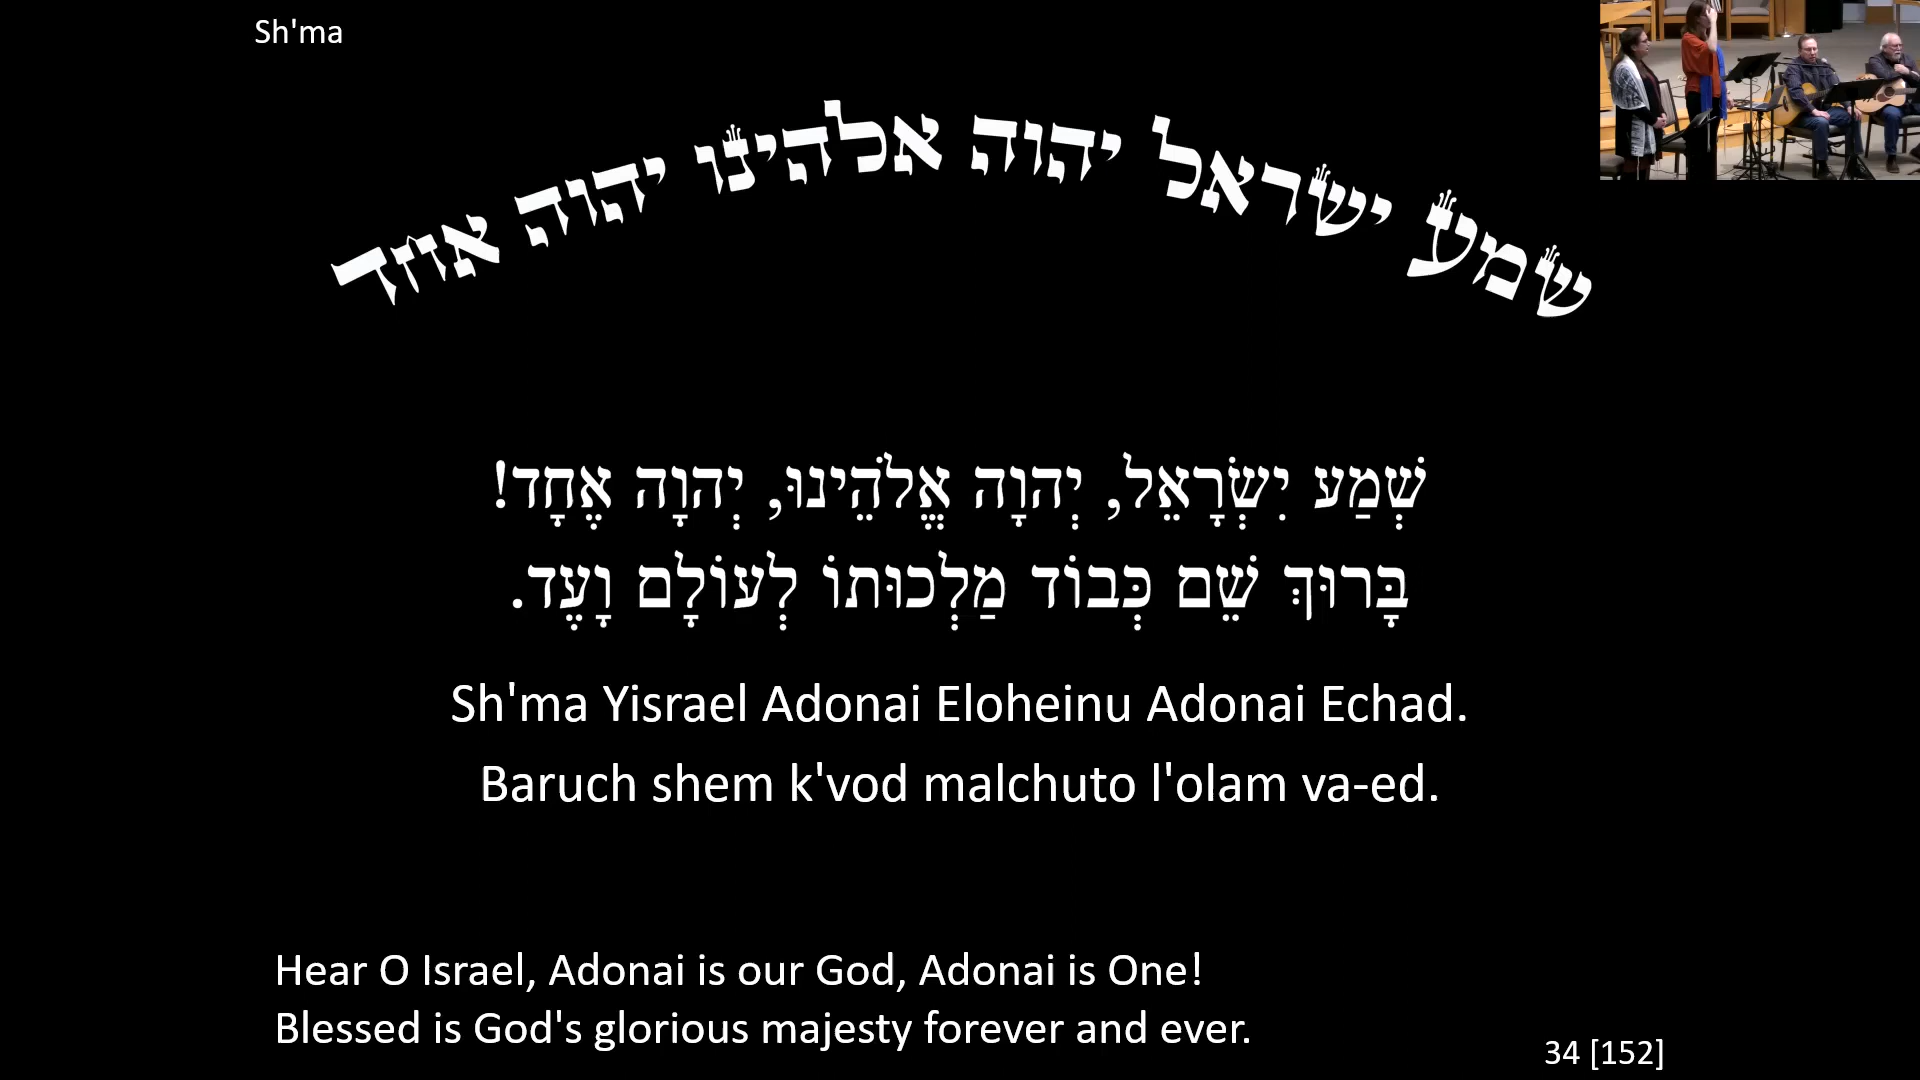 Sh'ma
שמע ישראל יהוה אלהינו יהוה אחד
שְׁמַע יִשְׂרָאֵל, יְהוָה אֱלֹהֵינוּ, יְהוָה אֶחָד!
בָּרוּךְ שֵׁם כְּבוֹד מַלְכוּתוֹ לְעוֹלָם וָעֶד.
Sh'ma Yisrael Adonai Eloheinu Adonai Echad.
Baruch shem k'vod malchuto l'olam va-ed.
Hear O Israel, Adonai is our God, Adonai is One!
Blessed is God's glorious majesty forever and ever.
34 [152]